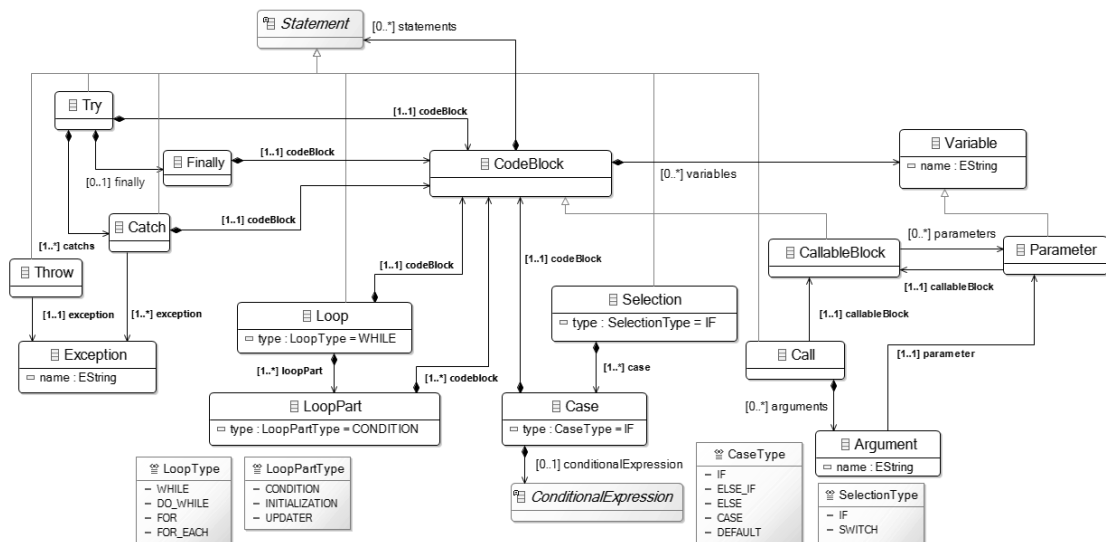 Statement
[0..*] statements
Try
[1..1] codeBlock
Finally
[1..1] codeBlock
[0..1] finally
CodeBlock
[0..*] variables
Variable
name : EString
Catch
[1..1] codeBlock
[1..*] catchs
Throw
[1..1] exception
[1..*] exception
Exception
name : EString
[1..1] codeBlock
Loop
type : LoopType = WHILE
[1..*] loopPart
[1..*] codeblock
LoopPart
type : LoopPartType = CONDITION
[1..1] codeBlock
Selection
type : SelectionType = IF
[1..*] case
Case
type : CaseType = IF
[0..1] conditionalExpression
ConditionalExpression
CallableBlock
[0..*] parameters
Parameter
[1..1] callableBlock
[1..1] callableBlock
Call
[1..1] parameter
[0..*] arguments
Argument
name : EString
LoopType
WHILE
DO_WHILE
FOR
FOR_EACH
LoopPartType
CONDITION
INITIALIZATION
UPDATER
CaseType
IF
ELSE_IF
ELSE
CASE
DEFAULT
SelectionType
IF
SWITCH